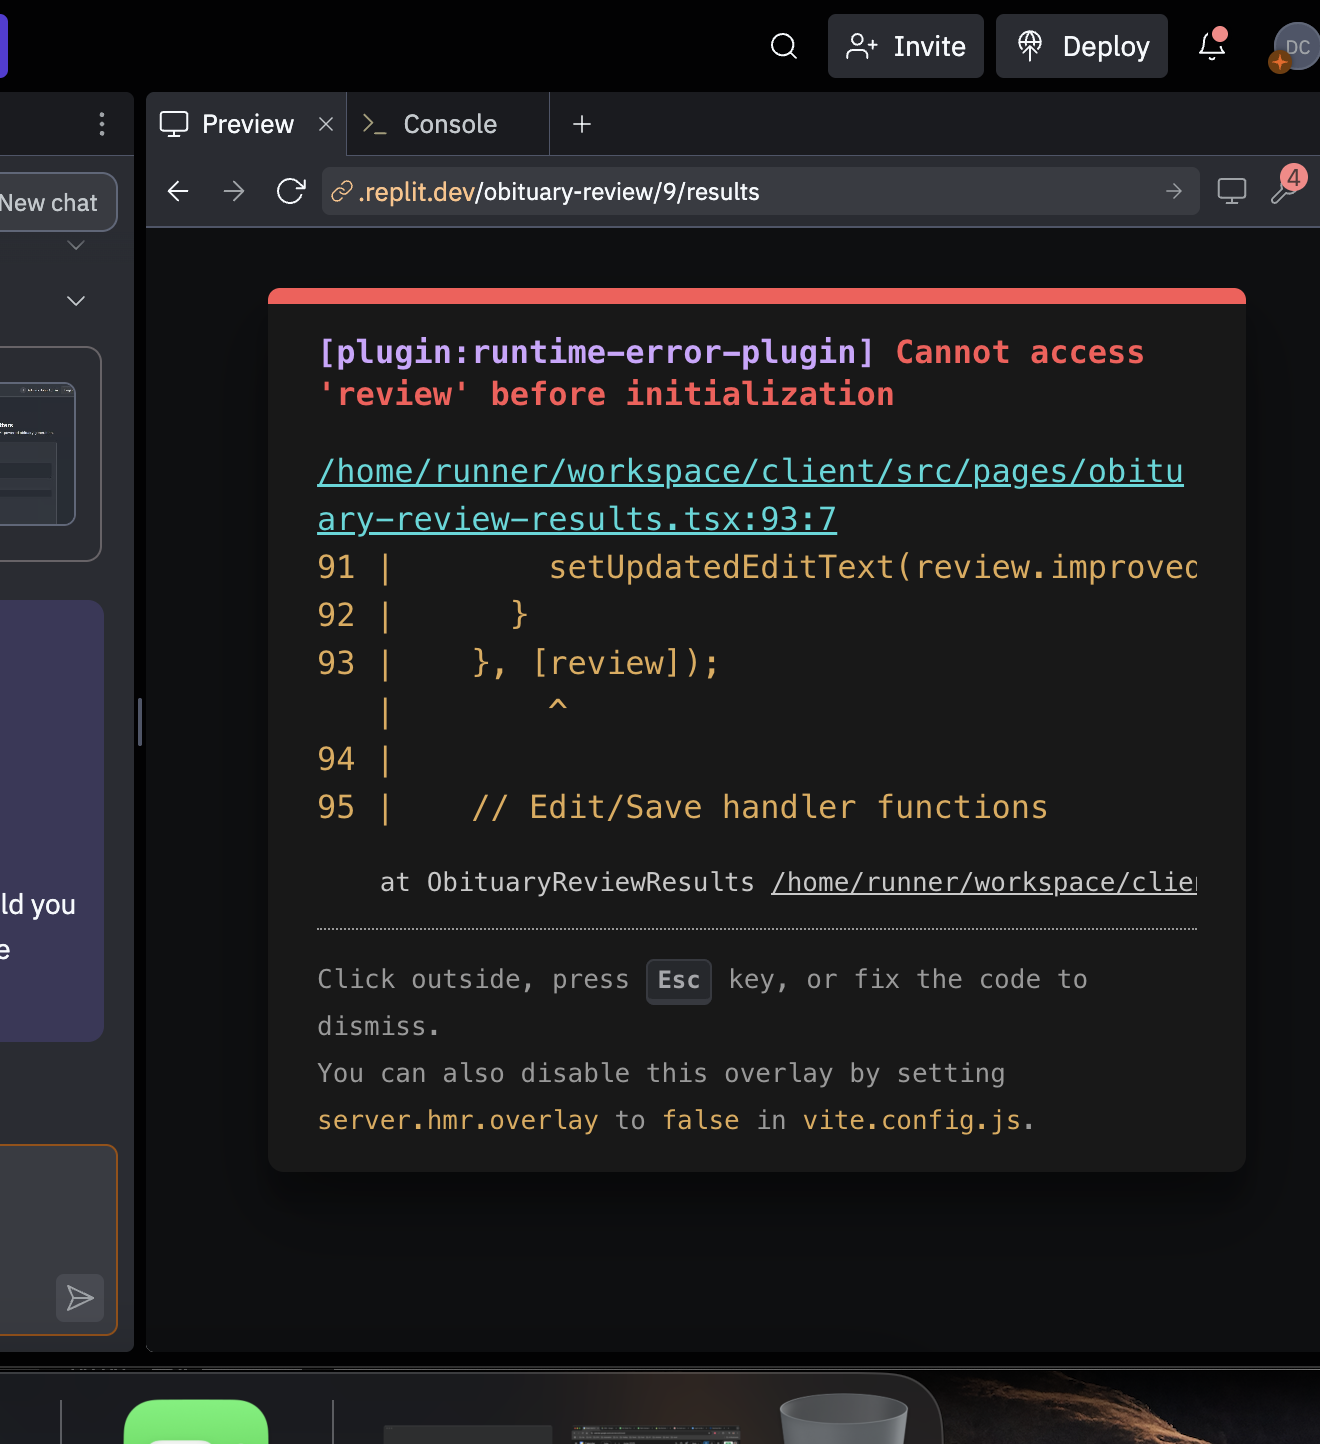 Invite
Deploy
DC
Preview
Console
New chat
.replit.dev/obituary-review/9/results
4
[plugin:runtime-error-plugin] Cannot access
'review' before initialization
/home/runner/workspace/client/src/pages/obitu
ary-review-results.tsx:93:7
91 | setUpdatedEditText(review.improved
92 | }
93 | }, [review]);
| ^
94 |
95 | // Edit/Save handler functions
at ObituaryReviewResults /home/runner/workspace/clien
ld you
e
Click outside, press Esc key, or fix the code to
dismiss.
You can also disable this overlay by setting
server.hmr.overlay to false in vite.config.js.